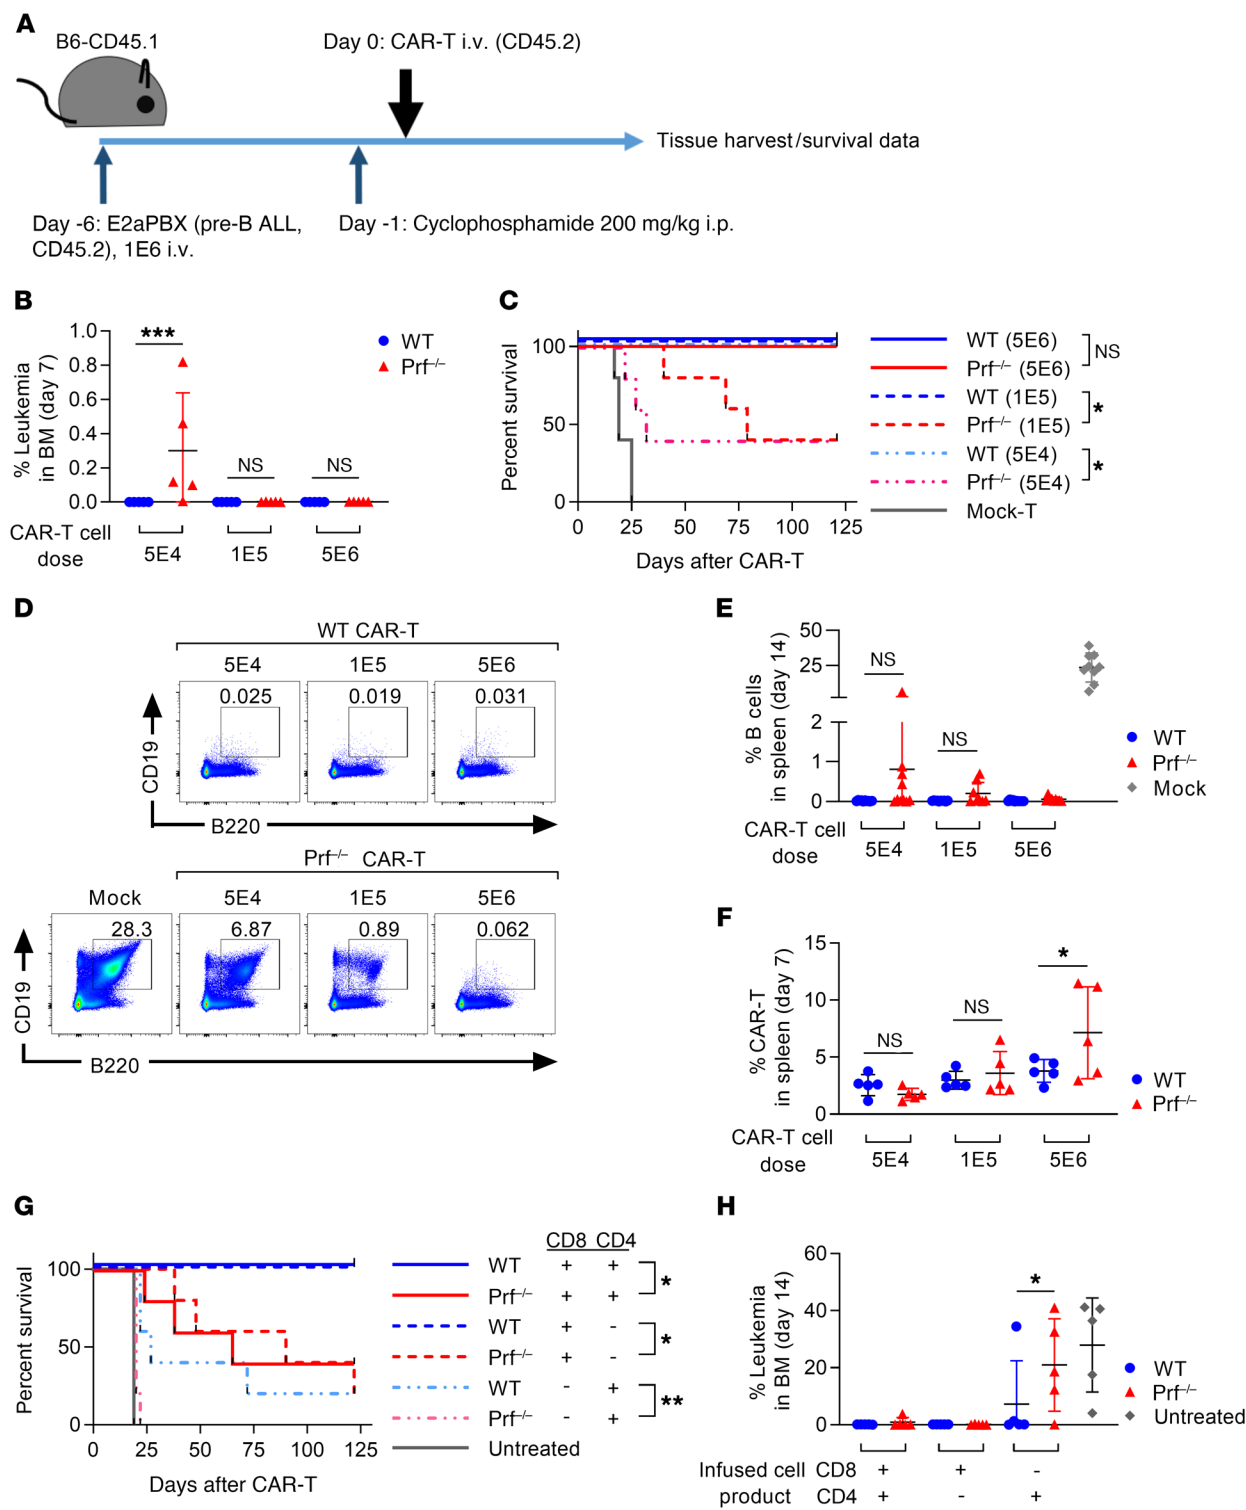 A
B6-CD45.1
Day 0: CAR-T i.v. (CD45.2)
Tissue harvest/survival data
Day -6: E2aPBX (pre-B ALL,
CD45.2), 1E6 i.v.
Day -1: Cyclophosphamide 200 mg/kg i.p.
B
% Leukemia
in BM (day 7)
1.0
0.8
0.6
0.4
0.2
0.0
***
NS
NS
WT
Prf–/–
CAR-T cell
dose
5E4
1E5
5E6
C
Percent survival
100
50
0
0
25
50
75
100
125
Days after CAR-T
WT (5E6)
Prf–/– (5E6)
WT (1E5)
Prf–/– (1E5)
WT (5E4)
Prf–/– (5E4)
Mock-T
NS
*
*
D
WT CAR-T
5E4
1E5
5E6
0.025
0.019
0.031
CD19
B220
Prf–/– CAR-T
Mock
5E4
1E5
5E6
28.3
6.87
0.89
0.062
CD19
B220
E
% B cells
in spleen (day 14)
50
25
2
1
0
NS
NS
WT
Prf–/–
Mock
CAR-T cell
dose
5E4
1E5
5E6
F
% CAR-T
in spleen (day 7)
15
10
5
0
NS
NS
*
WT
Prf–/–
CAR-T cell
dose
5E4
1E5
5E6
G
Percent survival
100
50
0
0
25
50
75
100
125
Days after CAR-T
CD8 CD4
WT + +
Prf–/– + +
WT + -
Prf–/– + -
WT - +
Prf–/– - +
Untreated
*
*
**
H
% Leukemia
in BM (day 14)
60
40
20
0
*
WT
Prf–/–
Untreated
Infused cell CD8 + + -
product CD4 + - +